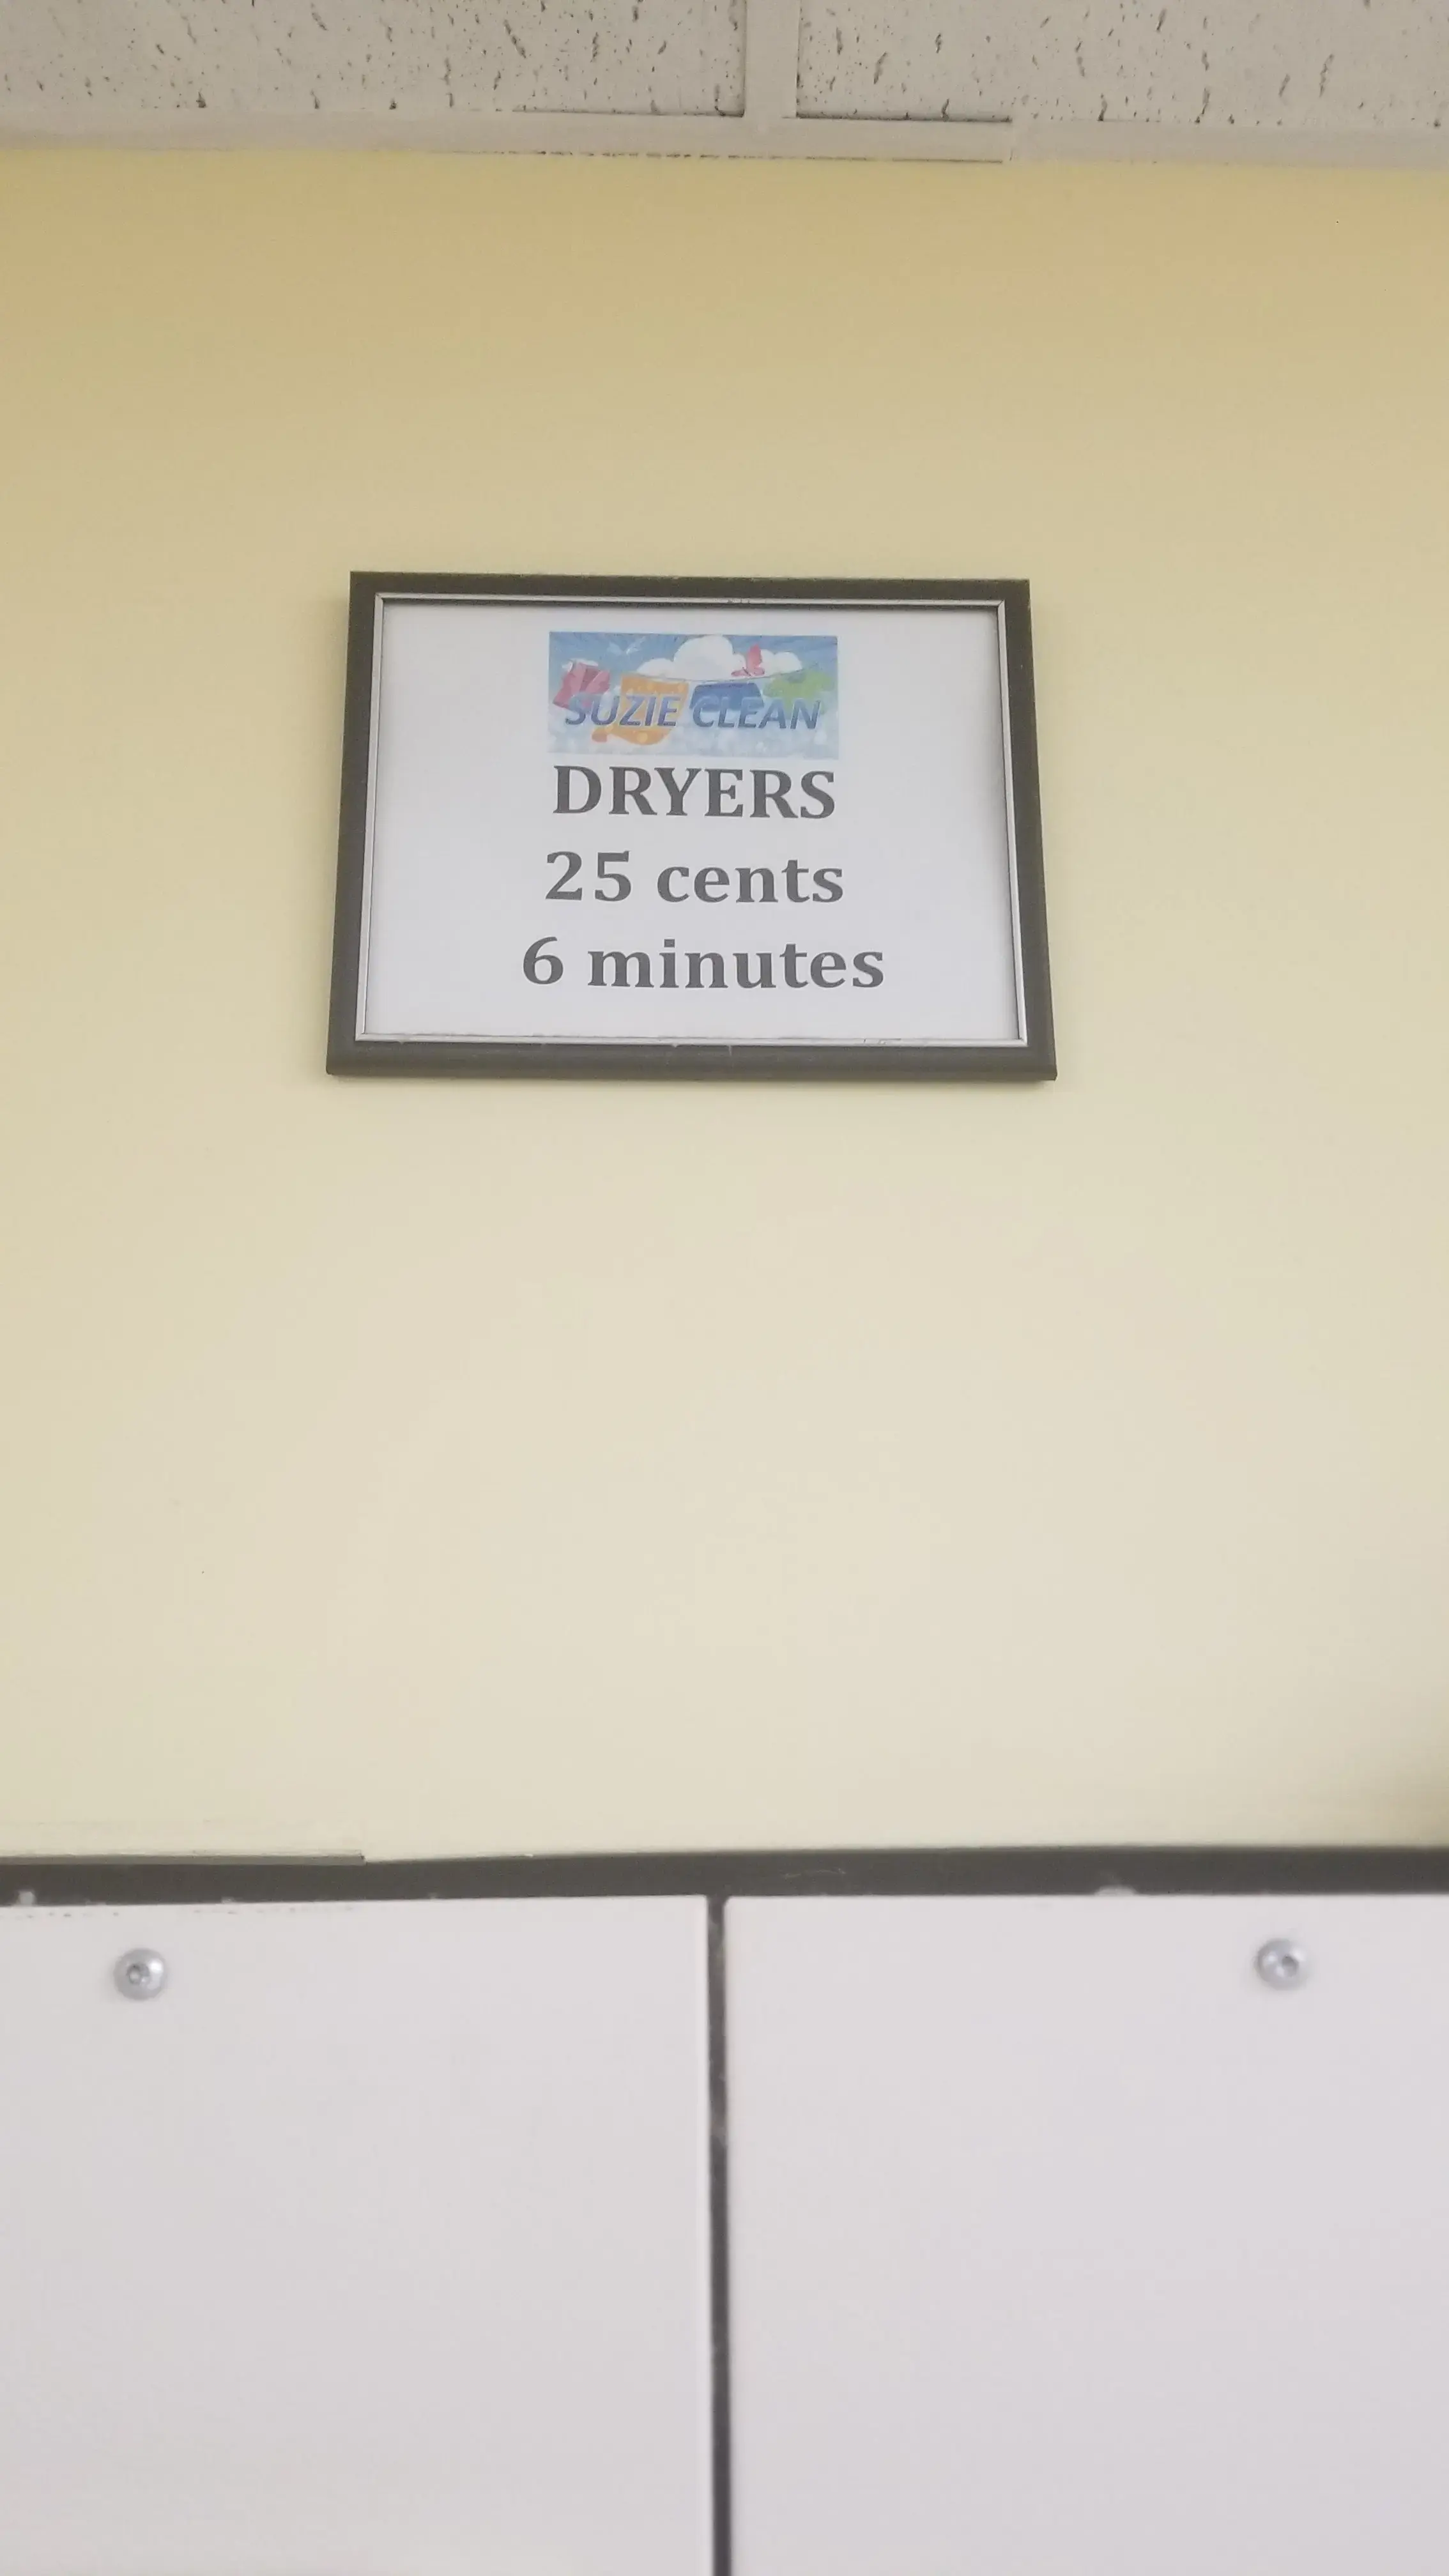 SUZIE CLEAN
DRYERS
25 cents
6 minutes